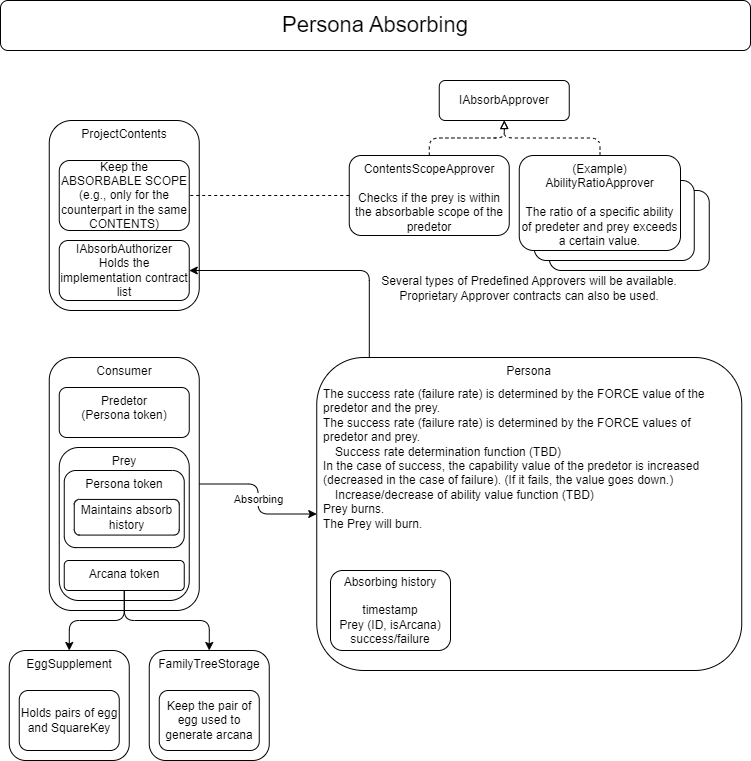 Persona Absorbing
IAbsorbApprover
ProjectContents
Keep the
ABSORBABLE SCOPE
(e.g., only for the
counterpart in the same
CONTENTS)
IAbsorbAuthorizer
Holds the
implementation contract
list
ContentsScopeApprover
Checks if the prey is within
the absorbable scope of the
predetor
(Example)
AbilityRatioApprover
The ratio of a specific ability
of predeter and prey exceeds
a certain value.
Several types of Predefined Approvers will be available.
Proprietary Approver contracts can also be used.
Consumer
Predetor
(Persona token)
Prey
Persona token
Maintains absorb
history
Arcana token
Absorbing
Persona
The success rate (failure rate) is determined by the FORCE value of the
predetor and the prey.
The success rate (failure rate) is determined by the FORCE values of
predetor and prey.
Success rate determination function (TBD)
In the case of success, the capability value of the predetor is increased
(decreased in the case of failure). (If it fails, the value goes down.)
Increase/decrease of ability value function (TBD)
Prey burns.
The Prey will burn.
Absorbing history
timestamp
Prey (ID, isArcana)
success/failure
EggSupplement
Holds pairs of egg
and SquareKey
FamilyTreeStorage
Keep the pair of
egg used to
generate arcana